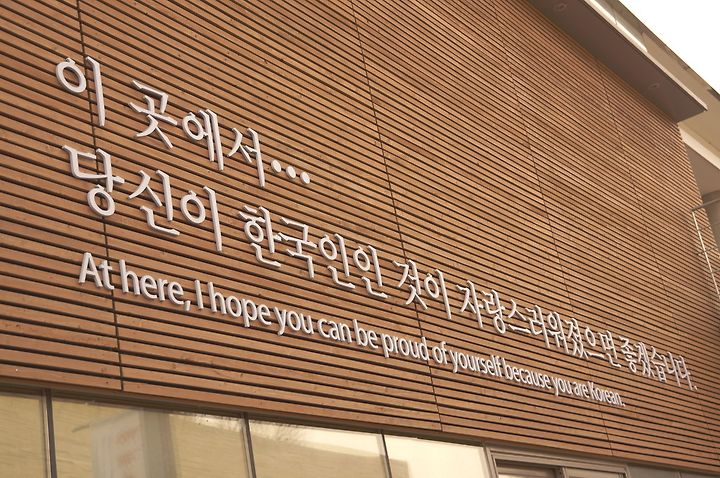 이 곳에서...
당신이 한국인인 것이 자랑스러워졌으면 좋겠습니다.
At here, I hope you can be proud of yourself because you are Korean.